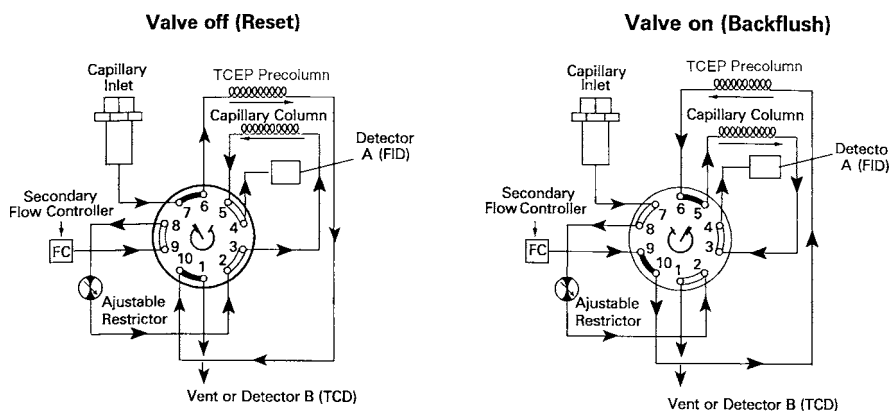 Valve off (Reset)
Capillary
Inlet
TCEP Precolumn
Capillary Column
Detector
A (FID)
Secondary
Flow Controller
FC
7
6
5
8
4
9
3
10
1
2
Ajustable
Restrictor
Vent or Detector B (TCD)
Valve on (Backflush)
Capillary
Inlet
TCEP Precolumn
Capillary Column
Detecto
A (FID)
Secondary
Flow Controller
FC
7
6
5
8
4
9
3
10
1
2
Ajustable
Restrictor
Vent or Detector B (TCD)